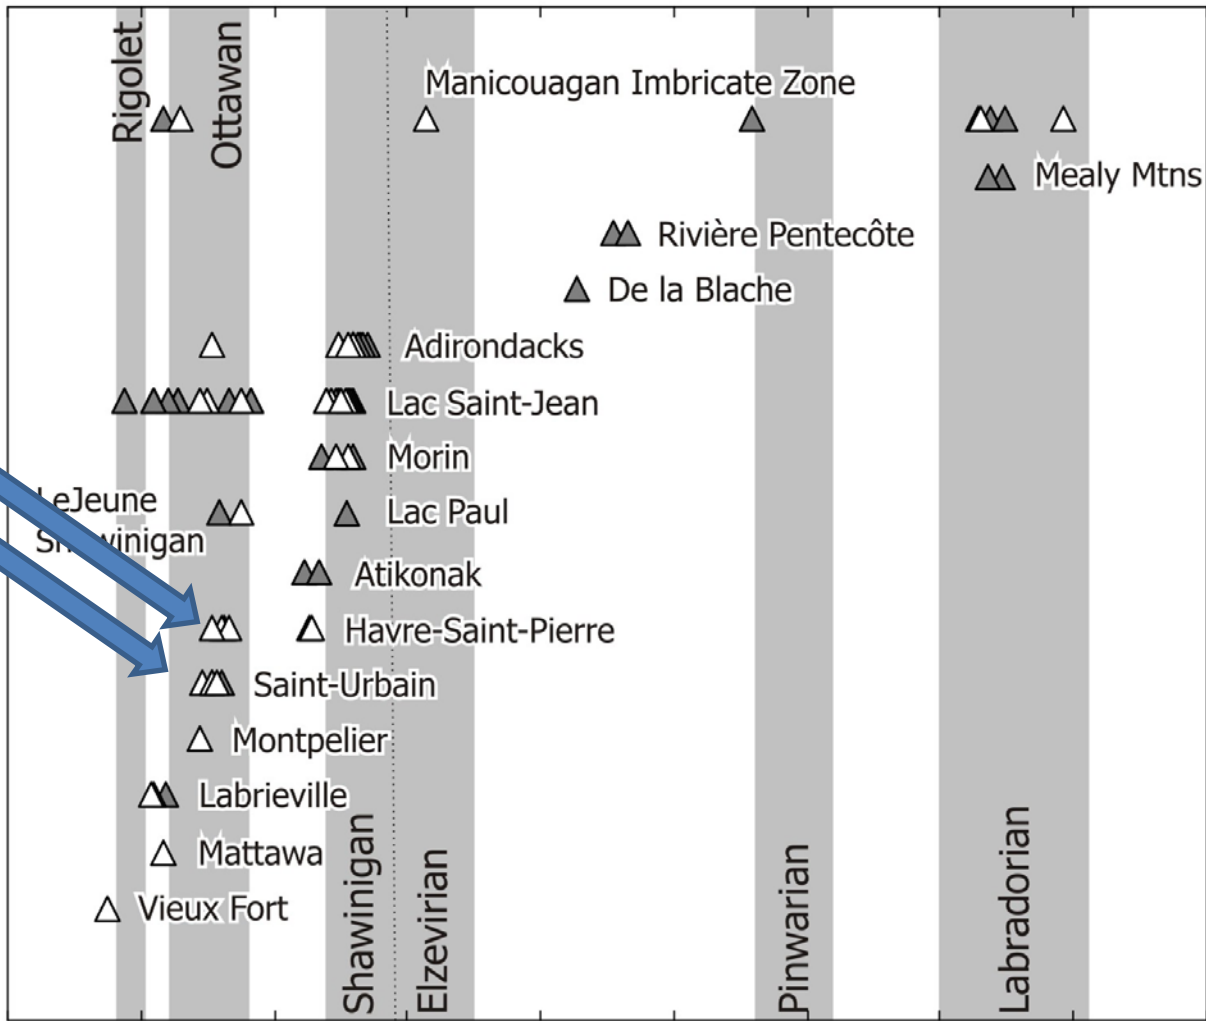 Rigolet
Ottawan
Manicouagan Imbricate Zone
Mealy Mtns
Rivière Pentecôte
De la Blache
Adirondacks
Lac Saint-Jean
Morin
LeJeune
Lac Paul
Shawinigan
Atikonak
Havre-Saint-Pierre
Saint-Urbain
Montpelier
Labrieville
Mattawa
Vieux Fort
Shawinigan
Elzevirian
Pinwarian
Labradorian